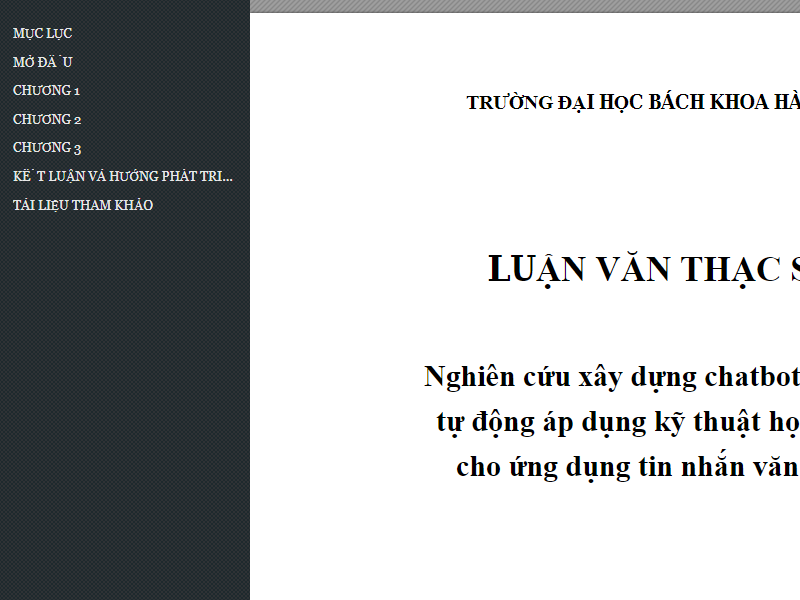 MỤC LỤC
MỞ ĐẦU
CHƯƠNG 1
CHƯƠNG 2
CHƯƠNG 3
KẾT LUẬN VÀ HƯỚNG PHÁT TRI...
TÀI LIỆU THAM KHẢO
TRƯỜNG ĐẠI HỌC BÁCH KHOA HÀ
LUẬN VĂN THẠC S
Nghiên cứu xây dựng chatbot
tự động áp dụng kỹ thuật họ
cho ứng dụng tin nhắn văn